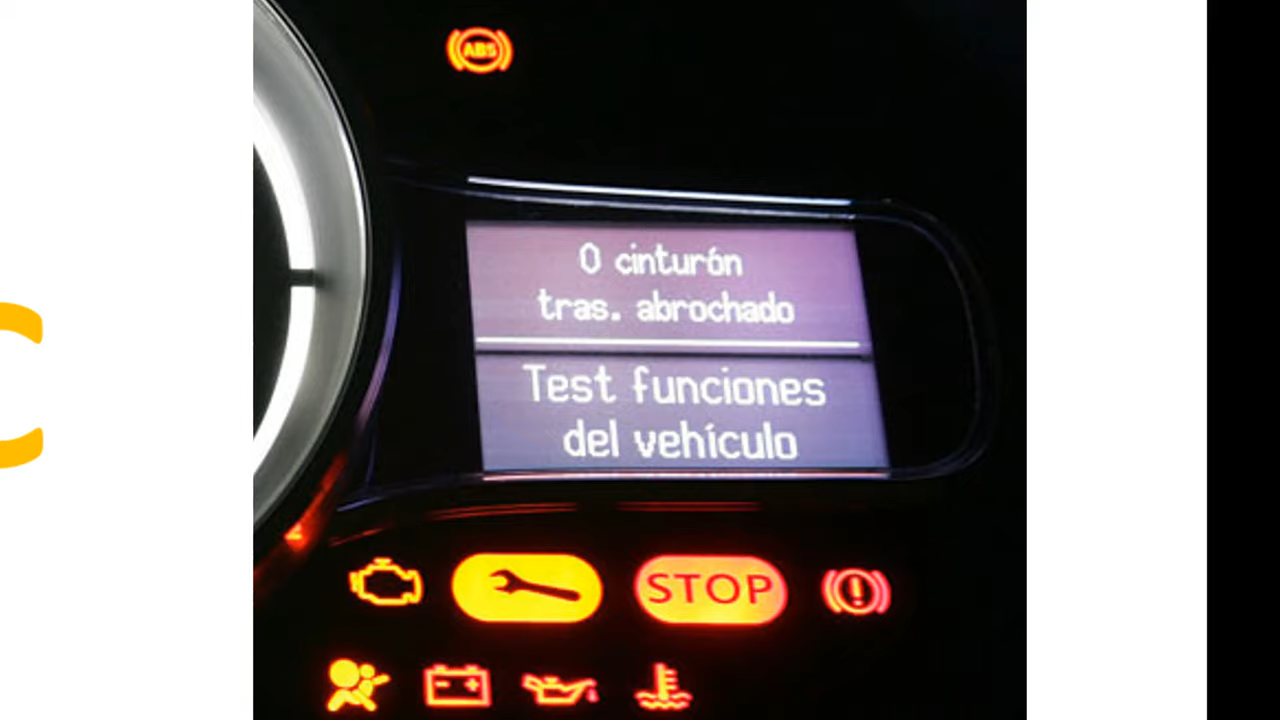 ABS
0 cinturón
tras. abrochado
Test funciones
del vehículo
STOP